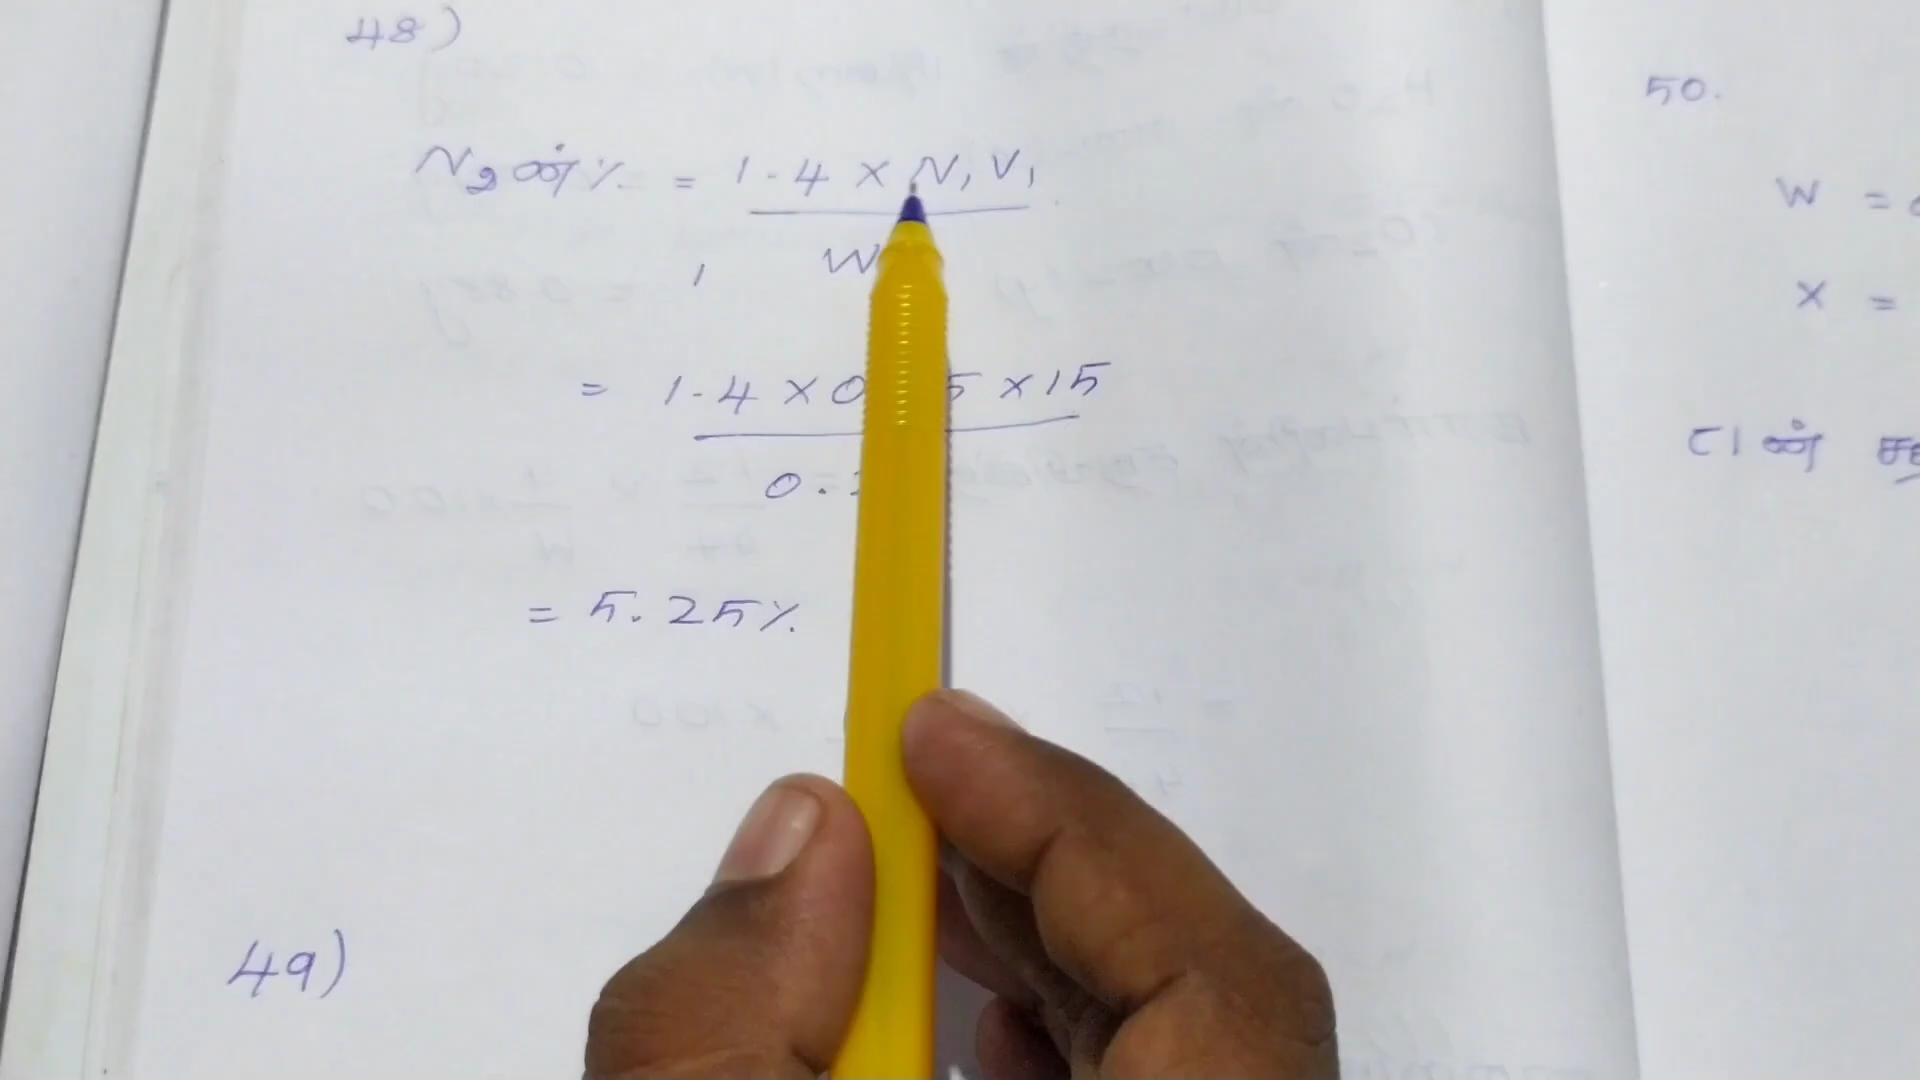 48)
N₂ன் % = 1.4 × N₁V₁
W
= 1.4 × 0 5 × 15
0.
= 5.25%
49)
50.
W =
X =
Cl ன்